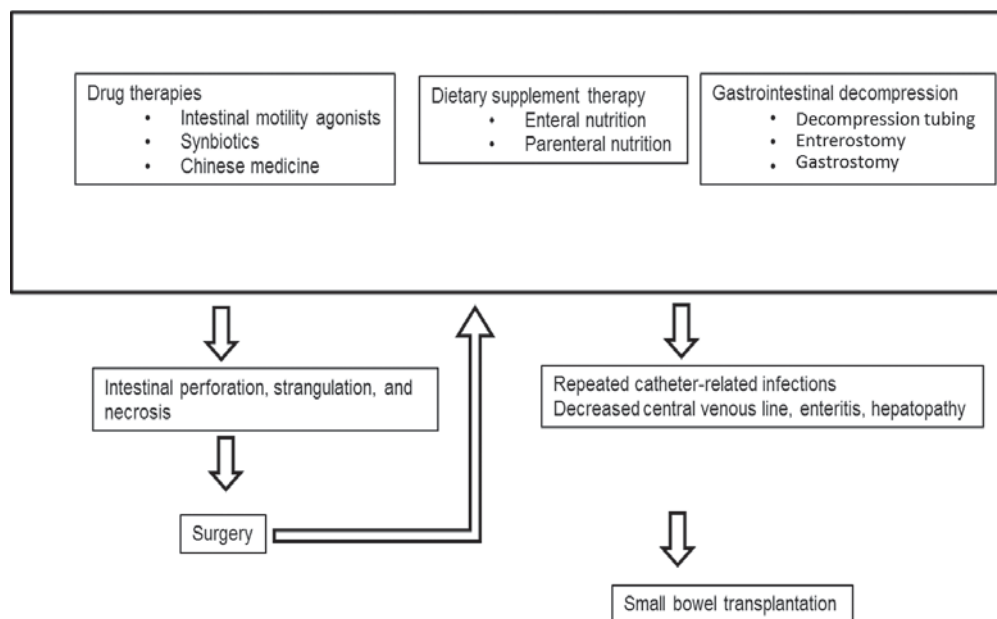 Drug therapies
• Intestinal motility agonists
• Synbiotics
• Chinese medicine
Dietary supplement therapy
• Enteral nutrition
• Parenteral nutrition
Gastrointestinal decompression
• Decompression tubing
• Entrerostomy
• Gastrostomy
Intestinal perforation, strangulation, and
necrosis
Repeated catheter-related infections
Decreased central venous line, enteritis, hepatopathy
Surgery
Small bowel transplantation